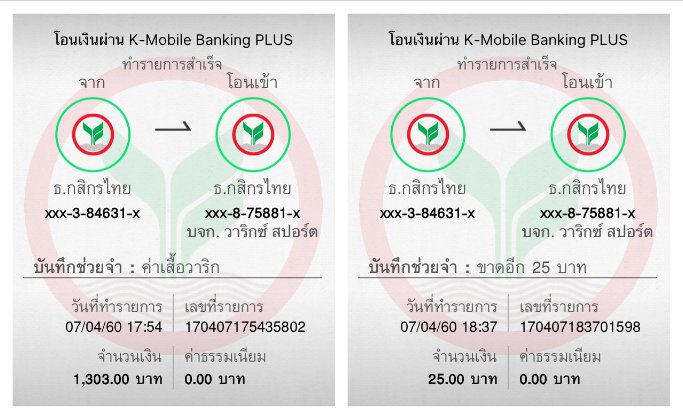 โอนเงินผ่าน K-Mobile Banking PLUS
ทำรายการสำเร็จ
จาก โอนเข้า
ธ.กสิกรไทย ธ.กสิกรไทย
xxx-3-84631-x xxx-8-75881-x
บจก. วาริกซ์ สปอร์ต
บันทึกช่วยจำ : ค่าเสื้อวาริก
วันที่ทำรายการ เลขที่รายการ
07/04/60 17:54 170407175435802
จำนวนเงิน ค่าธรรมเนียม
1,303.00 บาท 0.00 บาท
โอนเงินผ่าน K-Mobile Banking PLUS
ทำรายการสำเร็จ
จาก โอนเข้า
ธ.กสิกรไทย ธ.กสิกรไทย
xxx-3-84631-x xxx-8-75881-x
บจก. วาริกซ์ สปอร์ต
บันทึกช่วยจำ : ขาดอีก 25 บาท
วันที่ทำรายการ เลขที่รายการ
07/04/60 18:37 170407183701598
จำนวนเงิน ค่าธรรมเนียม
25.00 บาท 0.00 บาท